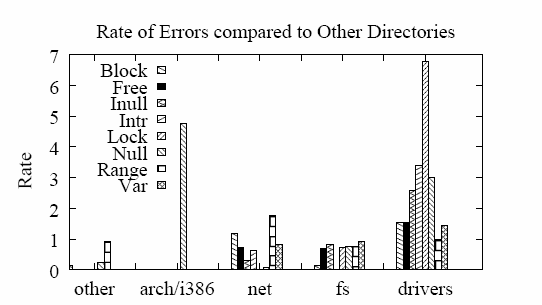 Rate of Errors compared to Other Directories
7
6
5
4
3
2
1
0
Rate
Block
Free
Inull
Intr
Lock
Null
Range
Var
other arch/i386 net fs drivers